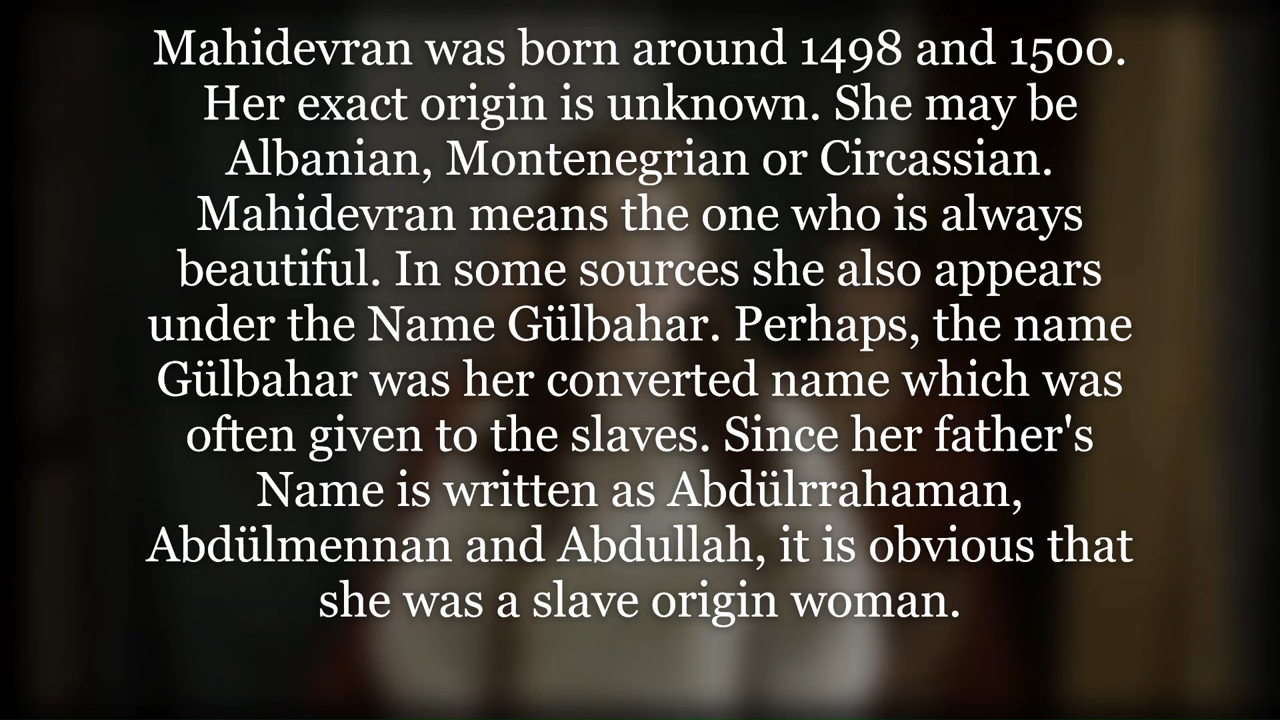 Mahidevran was born around 1498 and 1500.
Her exact origin is unknown. She may be
Albanian, Montenegrian or Circassian.
Mahidevran means the one who is always
beautiful. In some sources she also appears
under the Name Gülbahar. Perhaps, the name
Gülbahar was her converted name which was
often given to the slaves. Since her father's
Name is written as Abdülrrahaman,
Abdülmennan and Abdullah, it is obvious that
she was a slave origin woman.